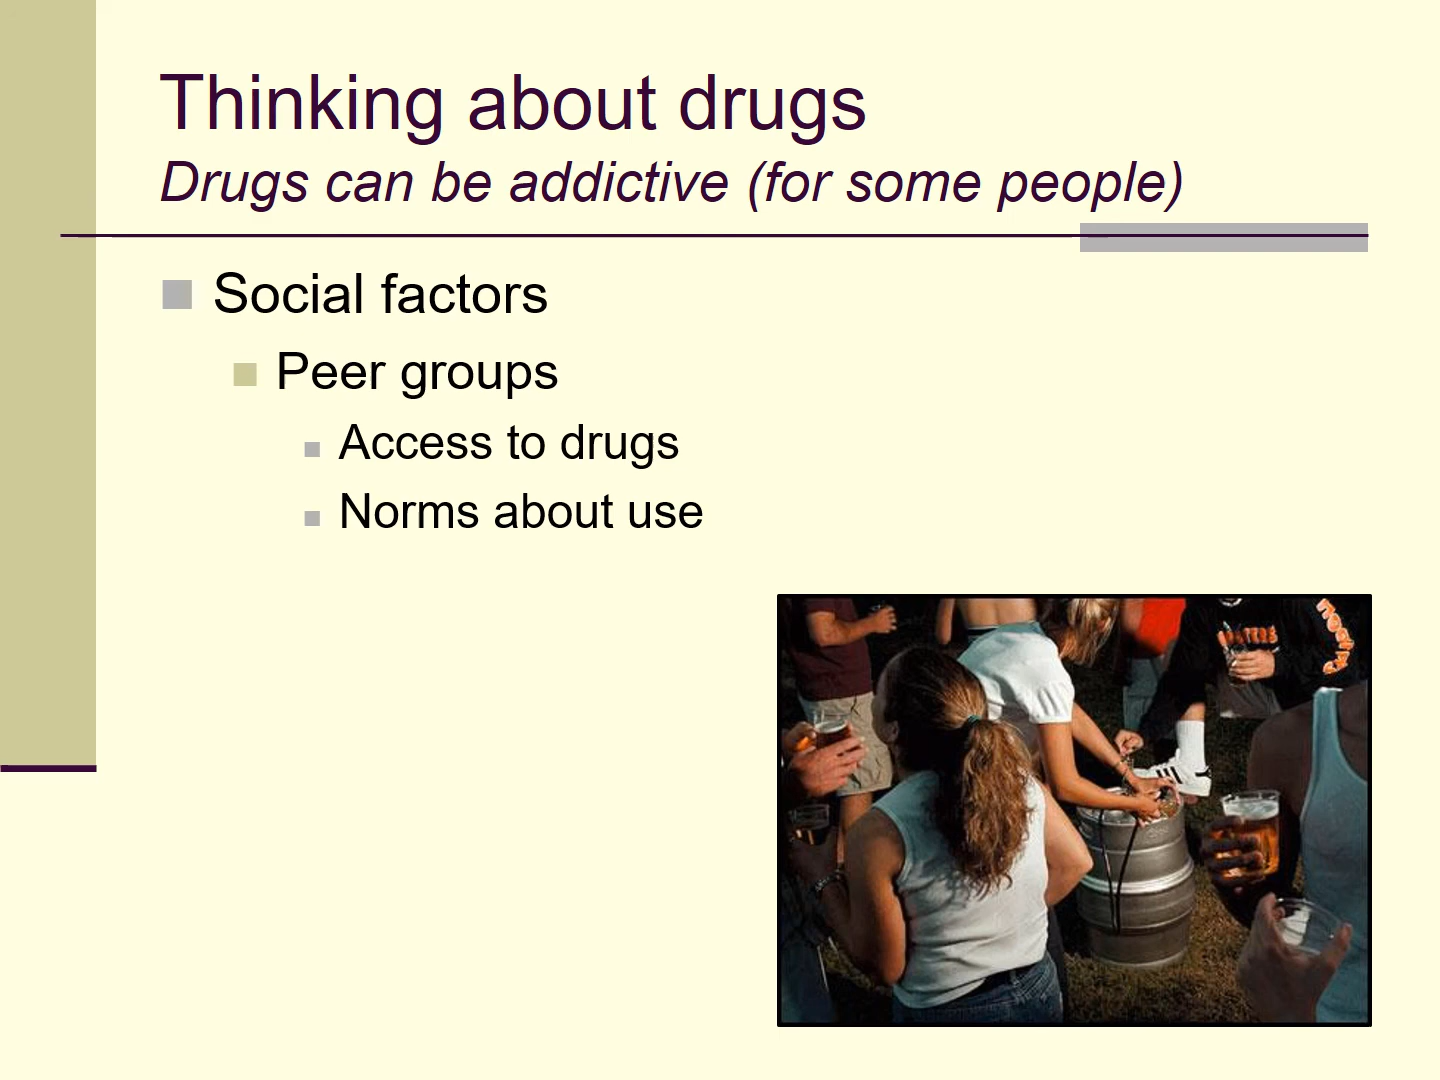 Thinking about drugs
Drugs can be addictive (for some people)
Social factors
Peer groups
Access to drugs
Norms about use